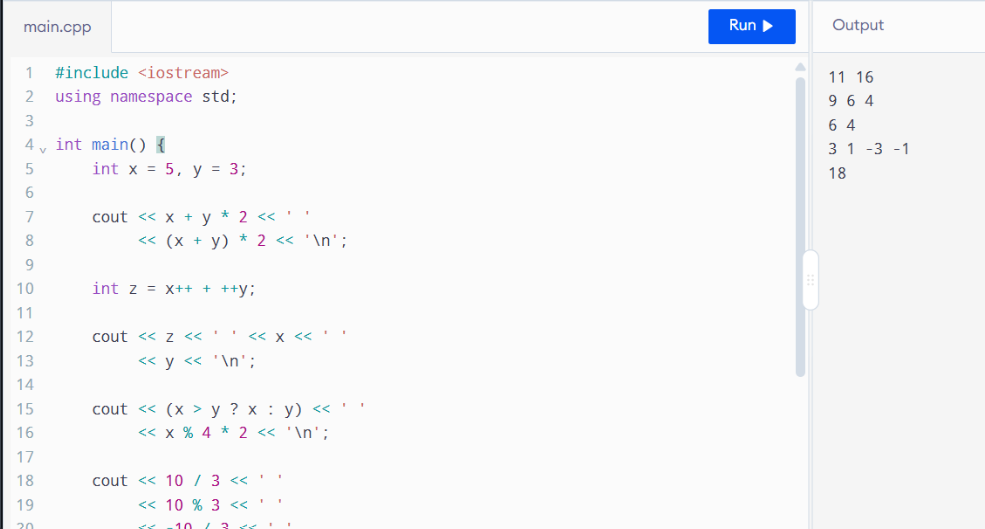 main.cpp
Run
Output
1 #include <iostream>
2 using namespace std;
3
4 int main() {
5 int x = 5, y = 3;
6
7 cout << x + y * 2 << ' '
8 << (x + y) * 2 << '\n';
9
10 int z = x++ + ++y;
11
12 cout << z << ' ' << x << ' '
13 << y << '\n';
14
15 cout << (x > y ? x : y) << ' '
16 << x % 4 * 2 << '\n';
17
18 cout << 10 / 3 << ' '
19 << 10 % 3 << ' '
20 << -10 / 3 << ' '
11 16
9 6 4
6 4
3 1 -3 -1
18